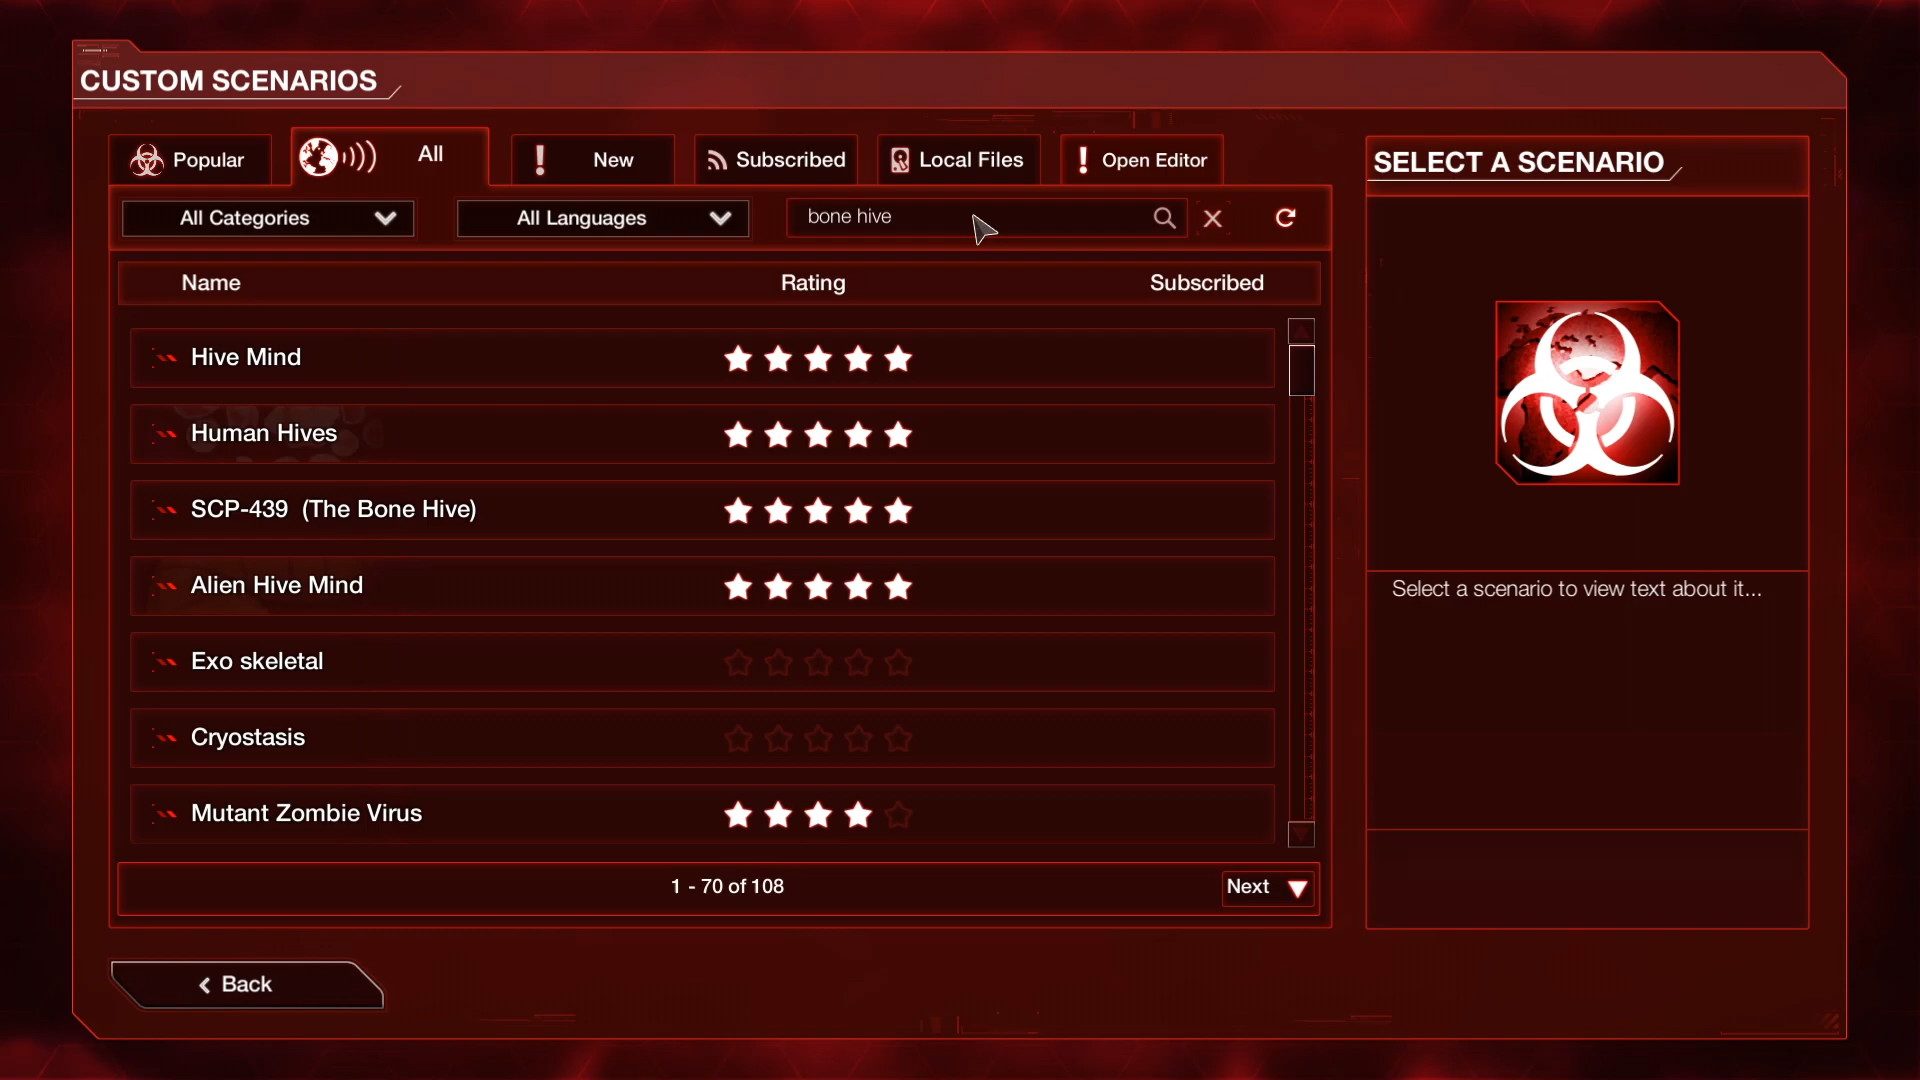 CUSTOM SCENARIOS
Popular
All
New
Subscribed
Local Files
Open Editor
All Categories
All Languages
bone hive
Name Rating Subscribed
Hive Mind
Human Hives
SCP-439 (The Bone Hive)
Alien Hive Mind
Exo skeletal
Cryostasis
Mutant Zombie Virus
1 - 70 of 108
Next
Back
SELECT A SCENARIO
Select a scenario to view text about it...